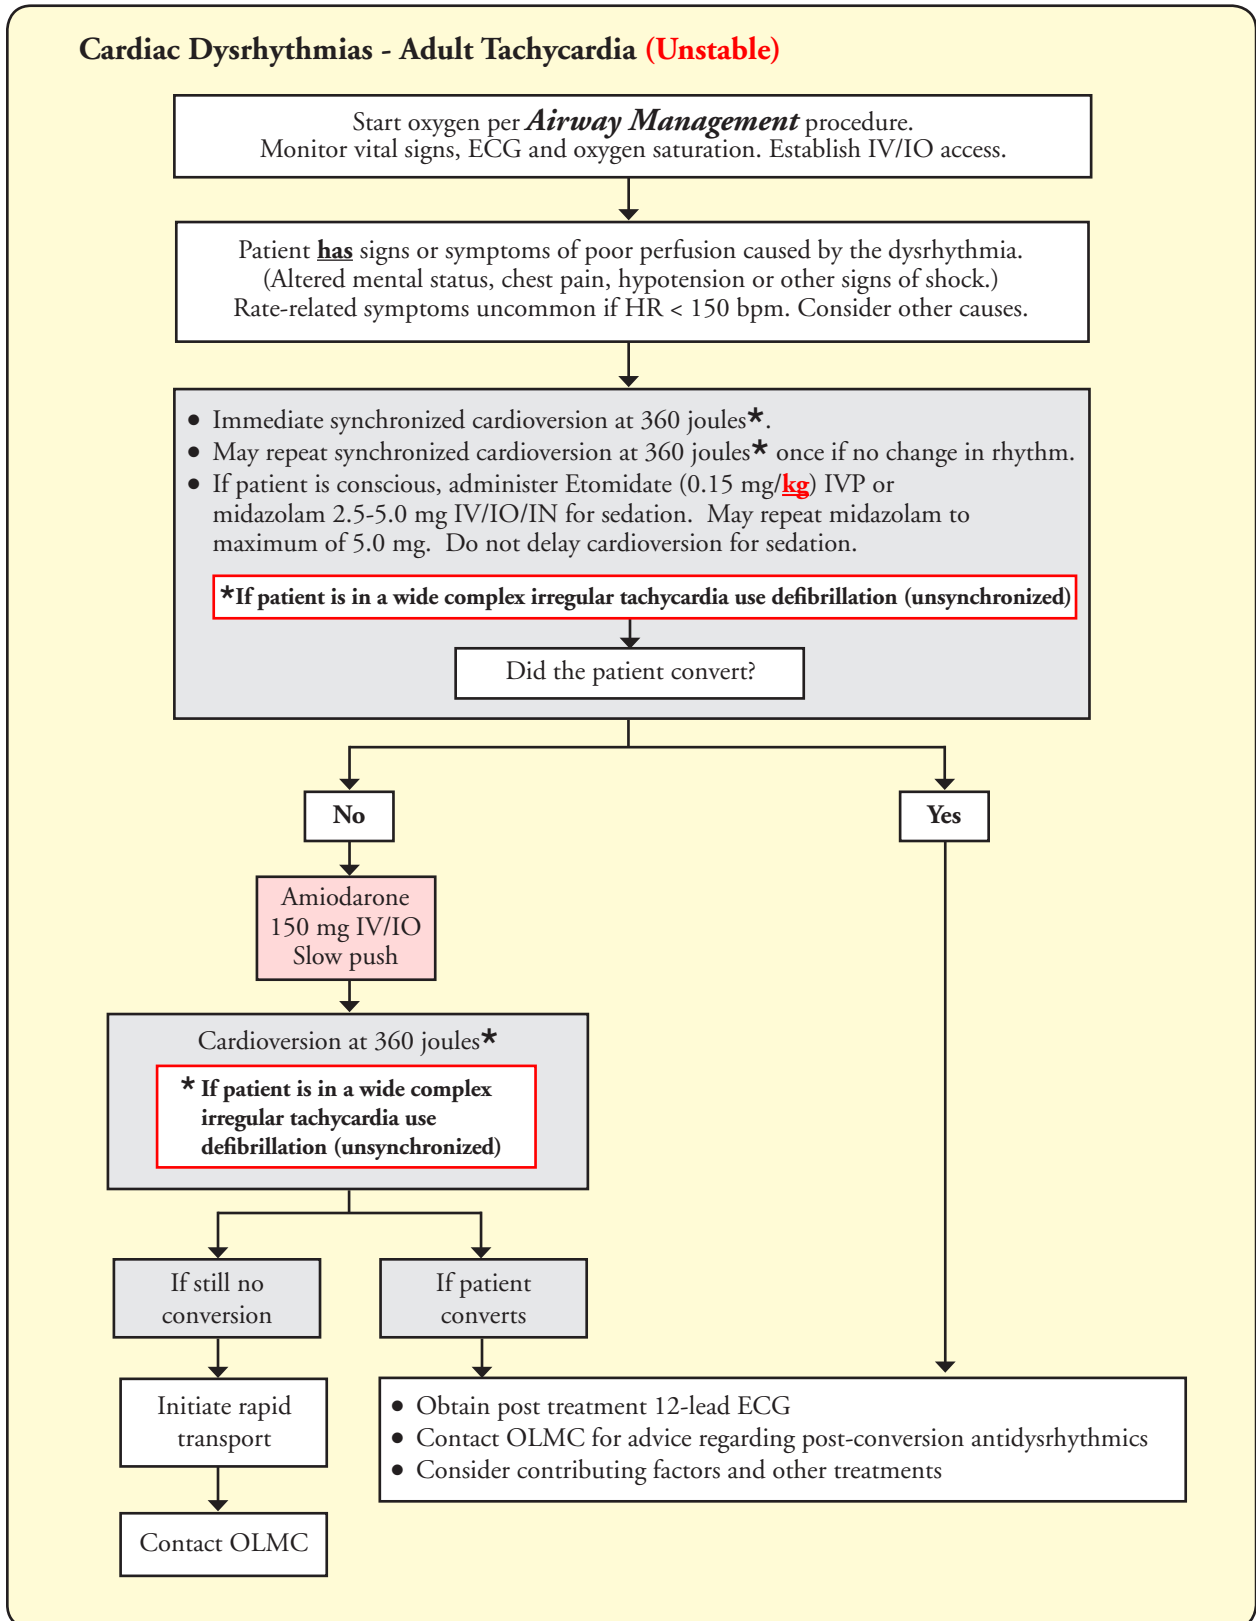 Cardiac Dysrhythmias - Adult Tachycardia (Unstable)
Start oxygen per Airway Management procedure.
Monitor vital signs, ECG and oxygen saturation. Establish IV/IO access.
Patient has signs or symptoms of poor perfusion caused by the dysrhythmia.
(Altered mental status, chest pain, hypotension or other signs of shock.)
Rate-related symptoms uncommon if HR < 150 bpm. Consider other causes.
• Immediate synchronized cardioversion at 360 joules*.
• May repeat synchronized cardioversion at 360 joules* once if no change in rhythm.
• If patient is conscious, administer Etomidate (0.15 mg/kg) IVP or
midazolam 2.5-5.0 mg IV/IO/IN for sedation. May repeat midazolam to
maximum of 5.0 mg. Do not delay cardioversion for sedation.
*If patient is in a wide complex irregular tachycardia use defibrillation (unsynchronized)
Did the patient convert?
No
Yes
Amiodarone
150 mg IV/IO
Slow push
Cardioversion at 360 joules*
* If patient is in a wide complex
irregular tachycardia use
defibrillation (unsynchronized)
If still no
conversion
If patient
converts
Initiate rapid
transport
• Obtain post treatment 12-lead ECG
• Contact OLMC for advice regarding post-conversion antidysrhythmics
• Consider contributing factors and other treatments
Contact OLMC